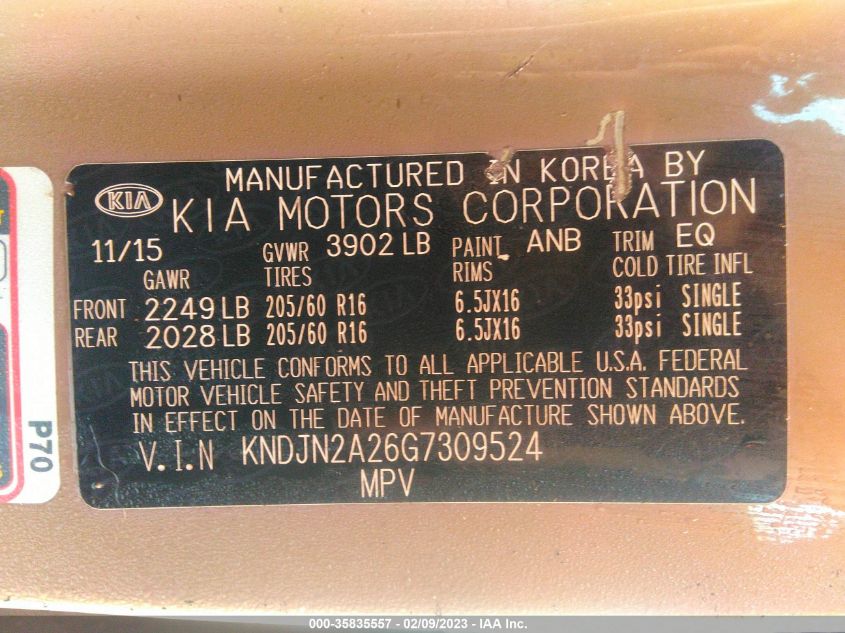 MANUFACTURED IN KOREA BY
KIA
KIA MOTORS CORPORATION
11/15 GVWR 3902 LB PAINT ANB TRIM EQ
GAWR TIRES RIMS COLD TIRE INFL
FRONT 2249 LB 205/60 R16 6.5JX16 33psi SINGLE
REAR 2028 LB 205/60 R16 6.5JX16 33psi SINGLE
THIS VEHICLE CONFORMS TO ALL APPLICABLE U.S.A. FEDERAL
MOTOR VEHICLE SAFETY AND THEFT PREVENTION STANDARDS
IN EFFECT ON THE DATE OF MANUFACTURE SHOWN ABOVE.
V.I.N KNDJN2A26G7309524
MPV
P70
000-35835557 - 02/09/2023 - IAA Inc.